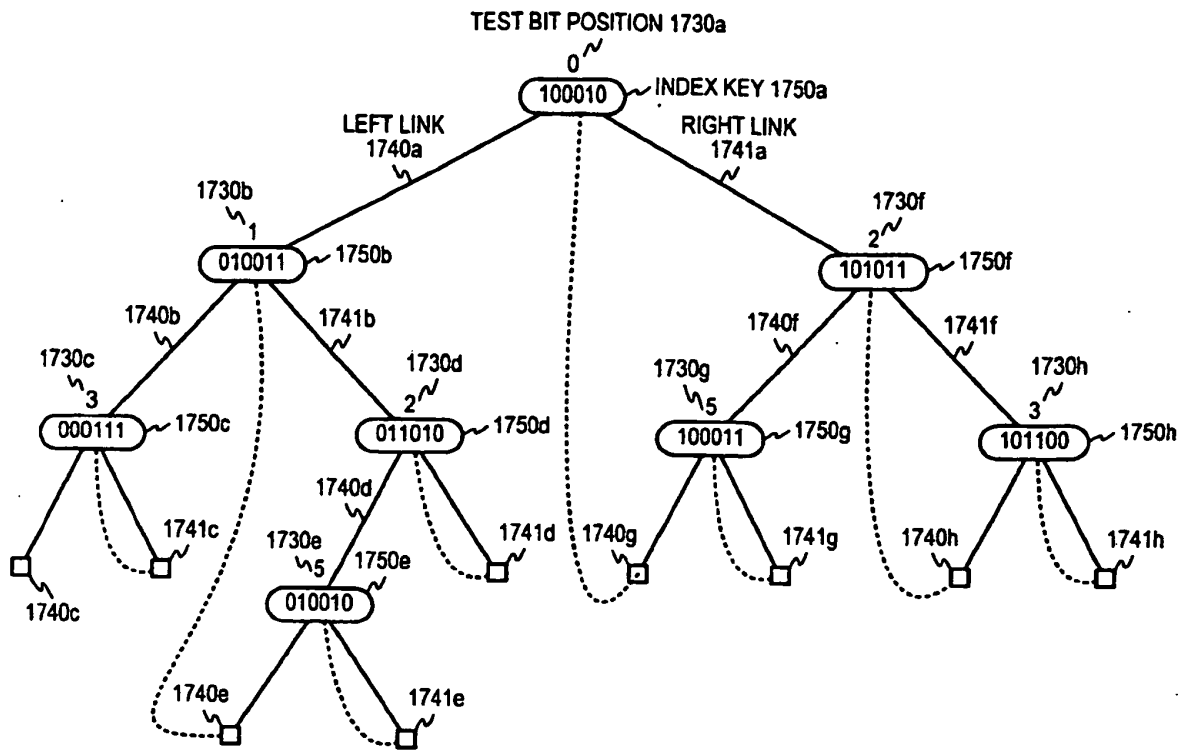 TEST BIT POSITION 1730a
0
100010
INDEX KEY 1750a
LEFT LINK
1740a
RIGHT LINK
1741a
1730b
1
010011
1750b
1730f
2
101011
1750f
1740b
1741b
1740f
1741f
1730c
3
000111
1750c
1730d
2
011010
1750d
1730g
5
100011
1750g
1730h
3
101100
1750h
1740d
1741c
1741d
1740g
1741g
1740h
1741h
1730e
5
1750e
010010
1740c
1740e
1741e